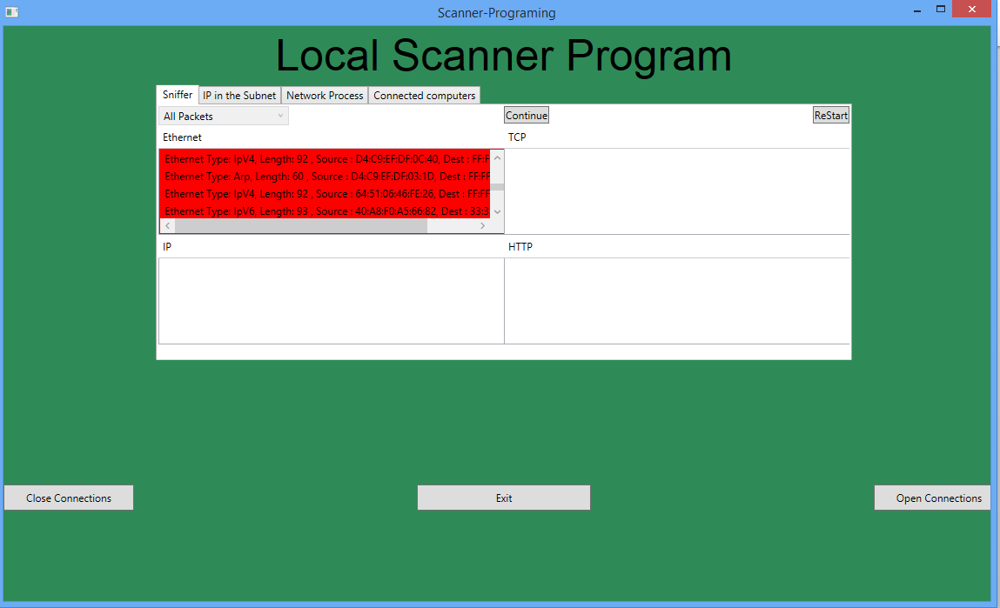 Scanner-Programing
Local Scanner Program
Sniffer IP in the Subnet Network Process Connected computers
All Packets Continue ReStart
Ethernet TCP
Ethernet Type: IpV4, Length: 92 , Source : D4:C9:EF:DF:0C:40, Dest : FF:F
Ethernet Type: Arp, Length: 60 , Source : D4:C9:EF:DF:03:1D, Dest : FF:FF
Ethernet Type: IpV4, Length: 92 , Source : 64:51:06:46:FE:26, Dest : FF:FF
Ethernet Type: IpV6, Length: 93 , Source : 40:A8:F0:A5:66:82, Dest : 33:3
IP HTTP
Close Connections Exit Open Connections